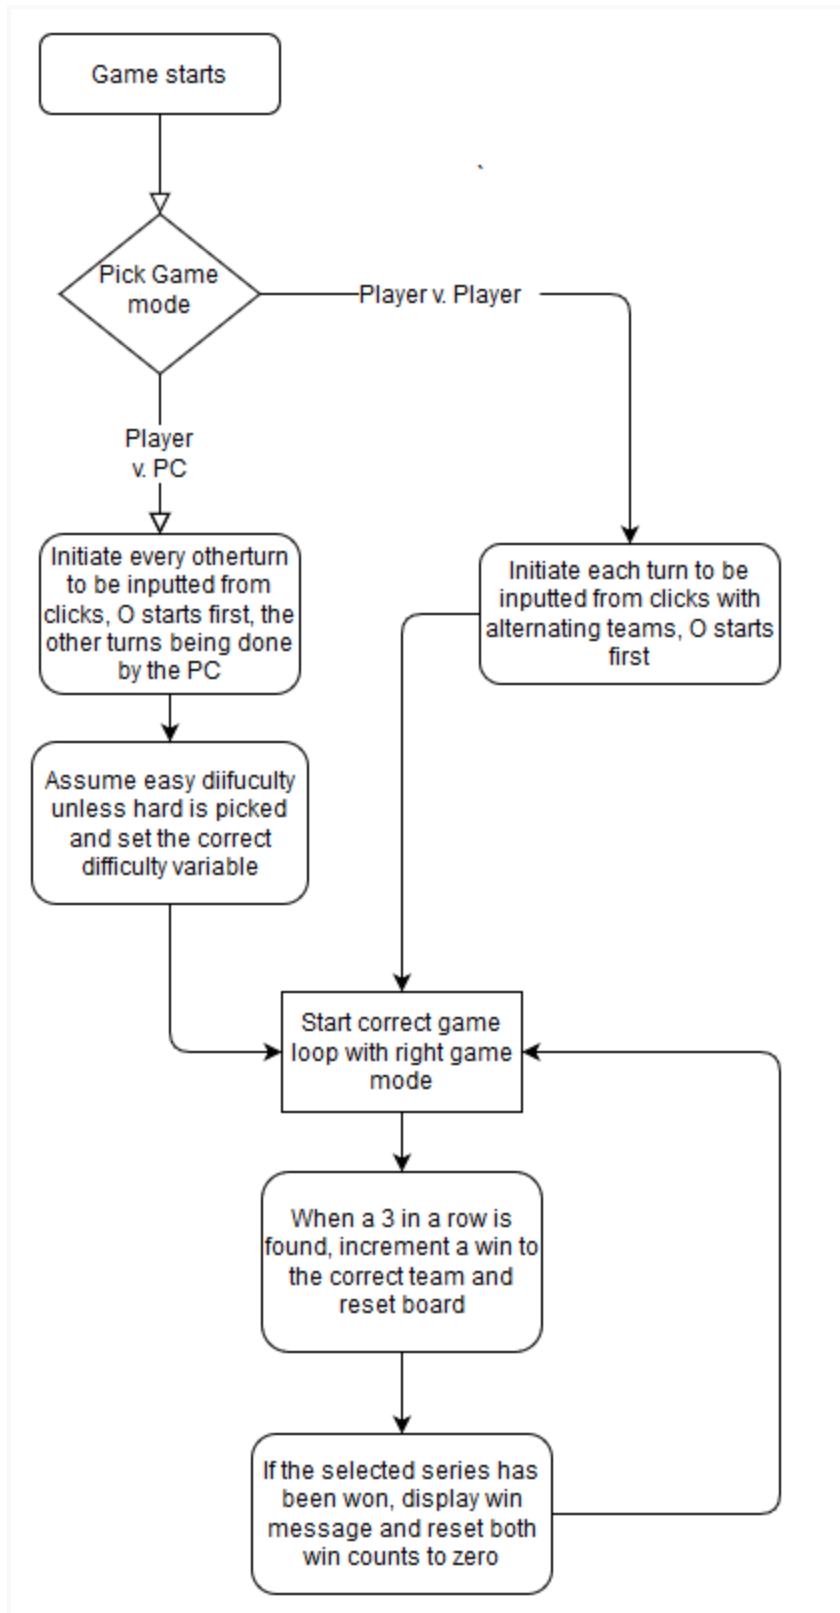 Game starts
Pick Game
mode
Player v. Player
Player
v. PC
Initiate every otherturn
to be inputted from
clicks, O starts first, the
other turns being done
by the PC
Initiate each turn to be
inputted from clicks with
alternating teams, O starts
first
Assume easy diifuculty
unless hard is picked
and set the correct
difficulty variable
Start correct game
loop with right game
mode
When a 3 in a row is
found, increment a win to
the correct team and
reset board
If the selected series has
been won, display win
message and reset both
win counts to zero